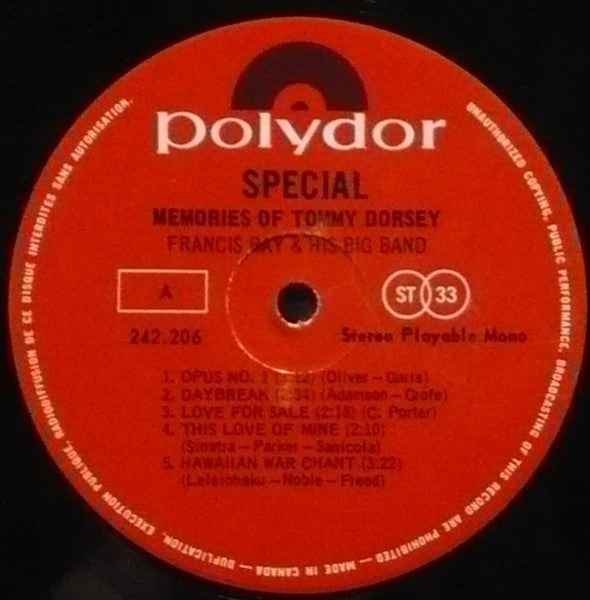 polydor
SPECIAL
MEMORIES OF TOMMY DORSEY
FRANCIS BAY & HIS BIG BAND
A
ST 33
242.206
Stereo Playable Mono
1. OPUS NO. 1 (3:12) (Oliver – Garis)
2. DAYBREAK (2:34) (Adamson – Grofe)
3. LOVE FOR SALE (2:18) (C. Porter)
4. THIS LOVE OF MINE (2:10)
(Sinatra – Parker – Sanicola)
5. HAWAIIAN WAR CHANT (3:22)
(Leleiohaku – Noble – Freed)
UNAUTHORIZED COPYING, PUBLIC PERFORMANCE, BROADCASTING OF THIS RECORD ARE PROHIBITED — MADE IN CANADA — DUPLICATION, EXECUTION PUBLIQUE, RADIODIFFUSION DE CE DISQUE INTERDITES SANS AUTORISATION.